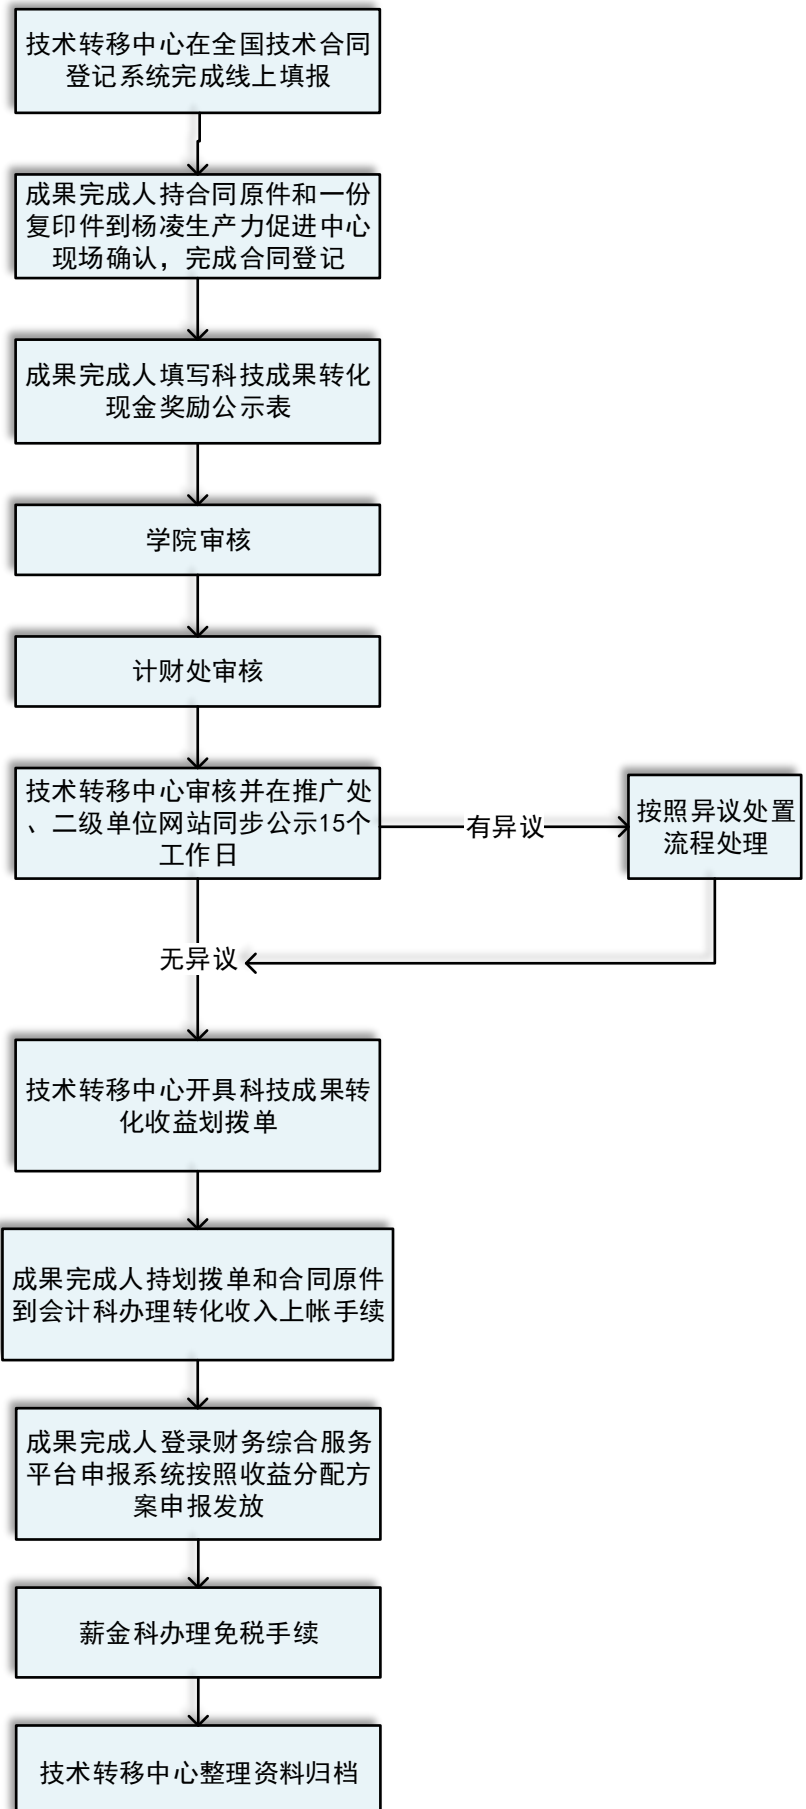 技术转移中心在全国技术合同
登记系统完成线上填报
成果完成人持合同原件和一份
复印件到杨凌生产力促进中心
现场确认，完成合同登记
成果完成人填写科技成果转化
现金奖励公示表
学院审核
计财处审核
技术转移中心审核并在推广处
、二级单位网站同步公示15个
工作日
有异议
按照异议处置
流程处理
无异议
技术转移中心开具科技成果转
化收益划拨单
成果完成人持划拨单和合同原件
到会计科办理转化收入上帐手续
成果完成人登录财务综合服务
平台申报系统按照收益分配方
案申报发放
薪金科办理免税手续
技术转移中心整理资料归档